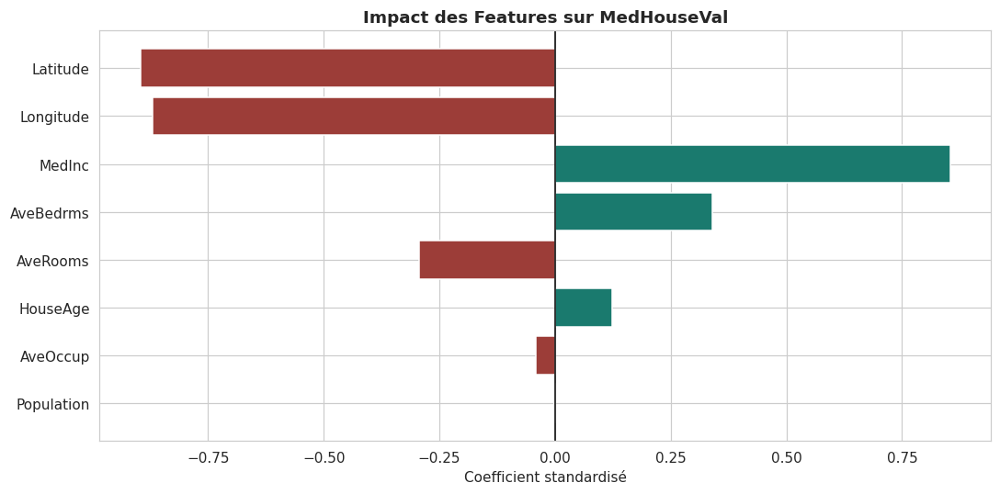 Impact des Features sur MedHouseVal
Latitude
Longitude
MedInc
AveBedrms
AveRooms
HouseAge
AveOccup
Population
−0.75 −0.50 −0.25 0.00 0.25 0.50 0.75
Coefficient standardisé